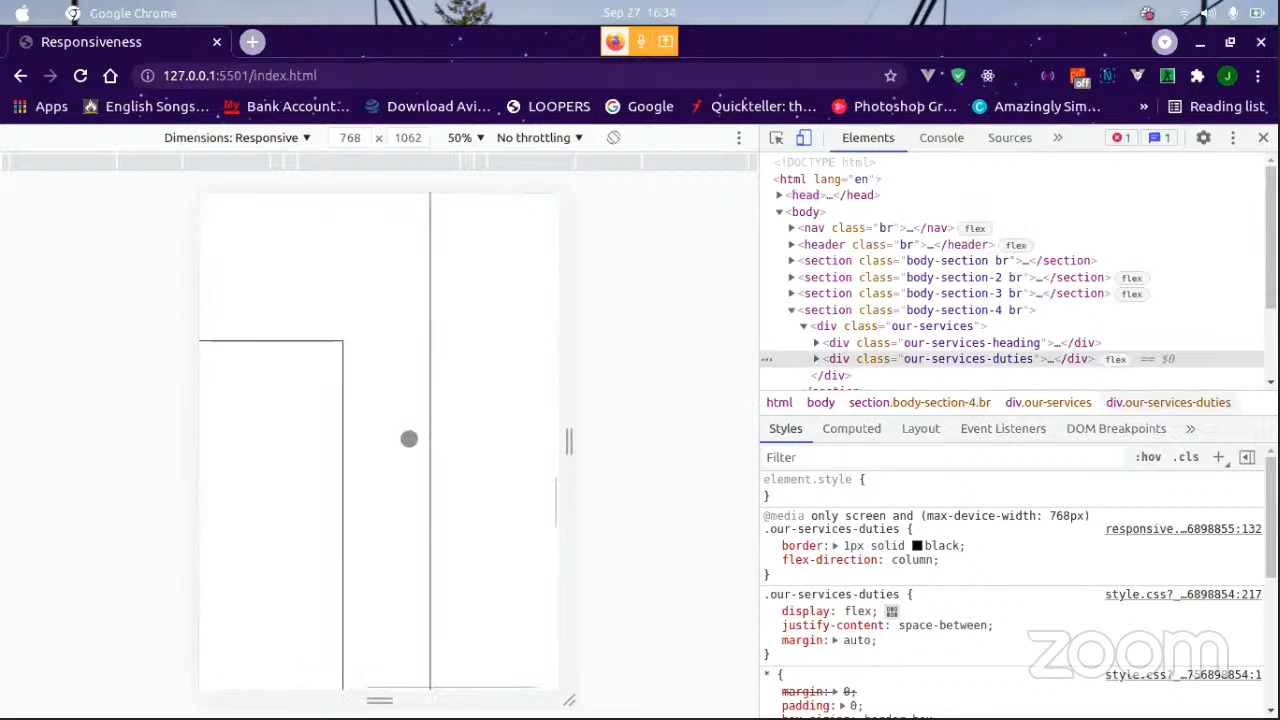 Google Chrome
Sep 27 16:34
Responsiveness
127.0.0.1:5501/index.html
off
J
Apps
English Songs...
Bank Account'...
Download Avi...
LOOPERS
Google
Quickteller: th...
Photoshop Gr...
Amazingly Sim...
»
Reading list
Dimensions: Responsive ▼ 768 × 1062 50% ▼ No throttling ▼
Elements Console Sources » 1 1
<!DOCTYPE html>
<html lang="en">
▶<head>…</head>
▼<body>
▶<nav class="br">…</nav> flex
▶<header class="br">…</header> flex
▶<section class="body-section br">…</section>
▶<section class="body-section-2 br">…</section> flex
▶<section class="body-section-3 br">…</section> flex
▼<section class="body-section-4 br">
▼<div class="our-services">
▶<div class="our-services-heading">…</div>
… ▶<div class="our-services-duties">…</div> flex == $0
</div>
html body section.body-section-4.br div.our-services div.our-services-duties
Styles Computed Layout Event Listeners DOM Breakpoints »
Filter :hov .cls +
element.style {
}
@media only screen and (max-device-width: 768px)
.our-services-duties { responsive.…6898855:132
border: ▶ 1px solid black;
flex-direction: column;
}
.our-services-duties { style.css?_…6898854:217
display: flex;
justify-content: space-between;
margin: ▶ auto;
}
* { style.css?_…756898854:1
margin: ▶ 0;
padding: ▶ 0;
box-sizing: border-box;
zoom